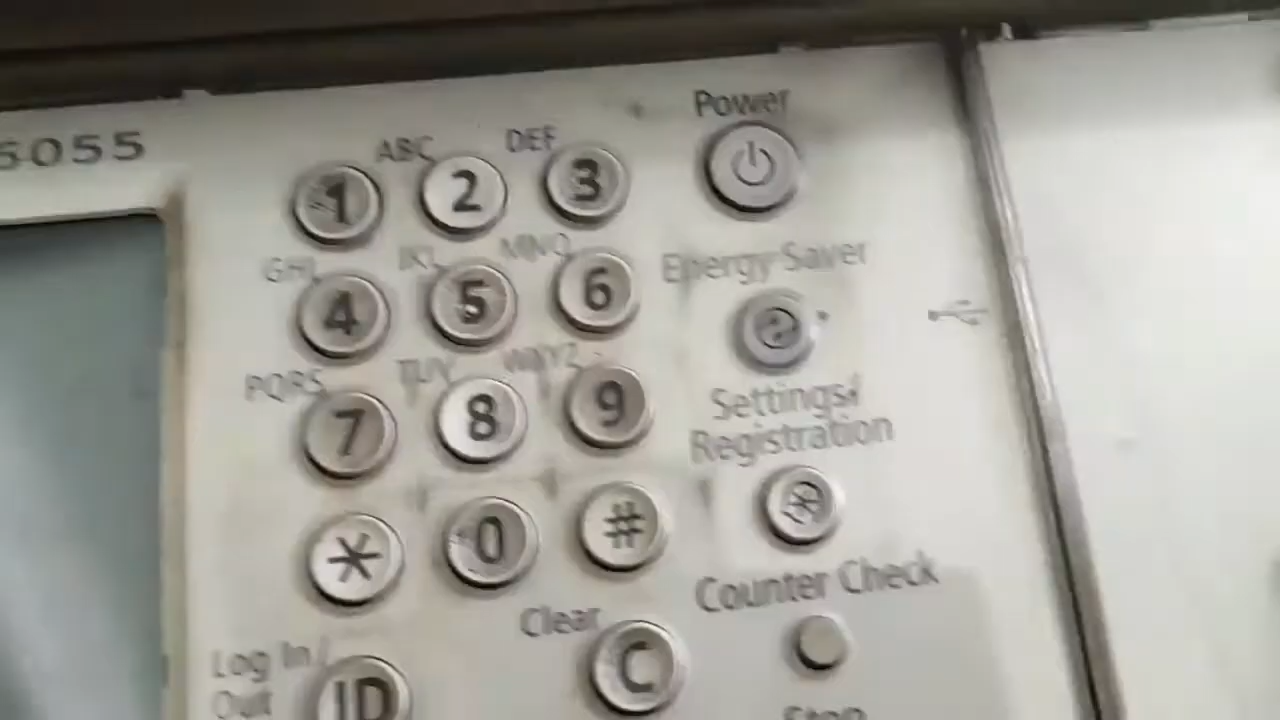 5055
Power
ABC
DEF
1
2
3
GHI
JKL
MNO
Energy Saver
4
5
6
PQRS
TUV
WXYZ
Settings/
Registration
7
8
9
*
0
#
Counter Check
Clear
C
Log In/
Out
ID
Stop